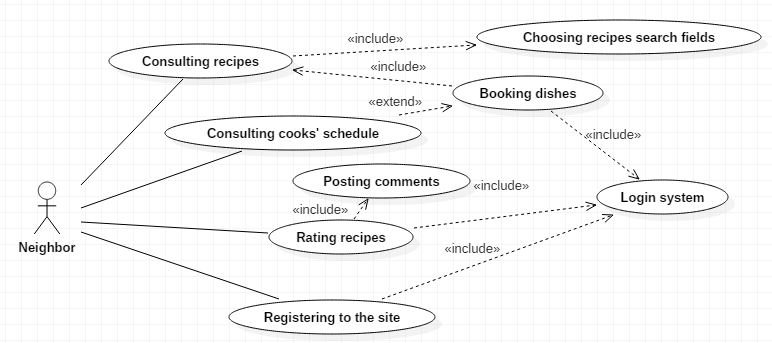 «include»
Choosing recipes search fields
Consulting recipes
«include»
Booking dishes
«extend»
Consulting cooks' schedule
«include»
Posting comments
«include»
Login system
«include»
Rating recipes
Neighbor
«include»
Registering to the site